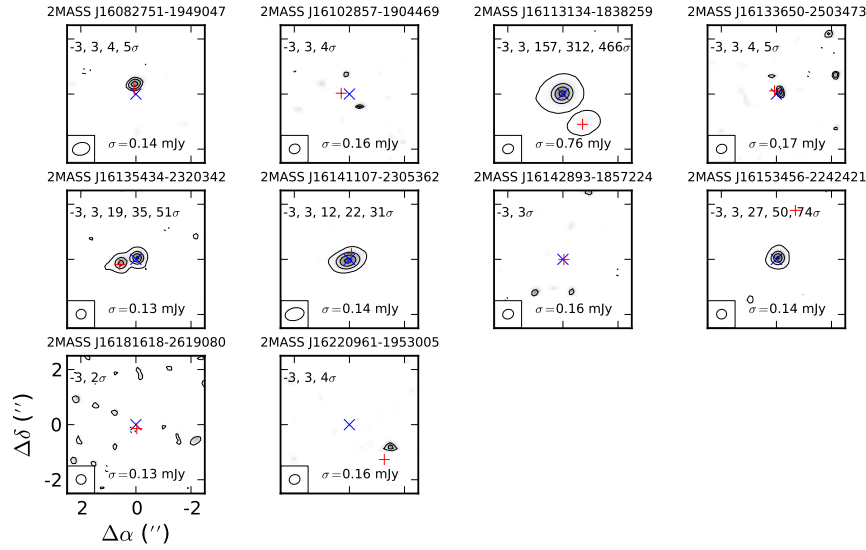 2MASS J16082751-1949047
2MASS J16102857-1904469
2MASS J16113134-1838259
2MASS J16133650-2503473
-3, 3, 4, 5σ
-3, 3, 4σ
-3, 3, 157, 312, 466σ
-3, 3, 4, 5σ
σ=0.14 mJy
σ=0.16 mJy
σ=0.76 mJy
σ=0.17 mJy
2MASS J16135434-2320342
2MASS J16141107-2305362
2MASS J16142893-1857224
2MASS J16153456-2242421
-3, 3, 19, 35, 51σ
-3, 3, 12, 22, 31σ
-3, 3σ
-3, 3, 27, 50, 74σ
σ=0.13 mJy
σ=0.14 mJy
σ=0.16 mJy
σ=0.14 mJy
2MASS J16181618-2619080
2MASS J16220961-1953005
-3, 2σ
-3, 3, 4σ
σ=0.13 mJy
σ=0.16 mJy
2
0
-2
Δδ ('')
2 0 -2
Δα ('')